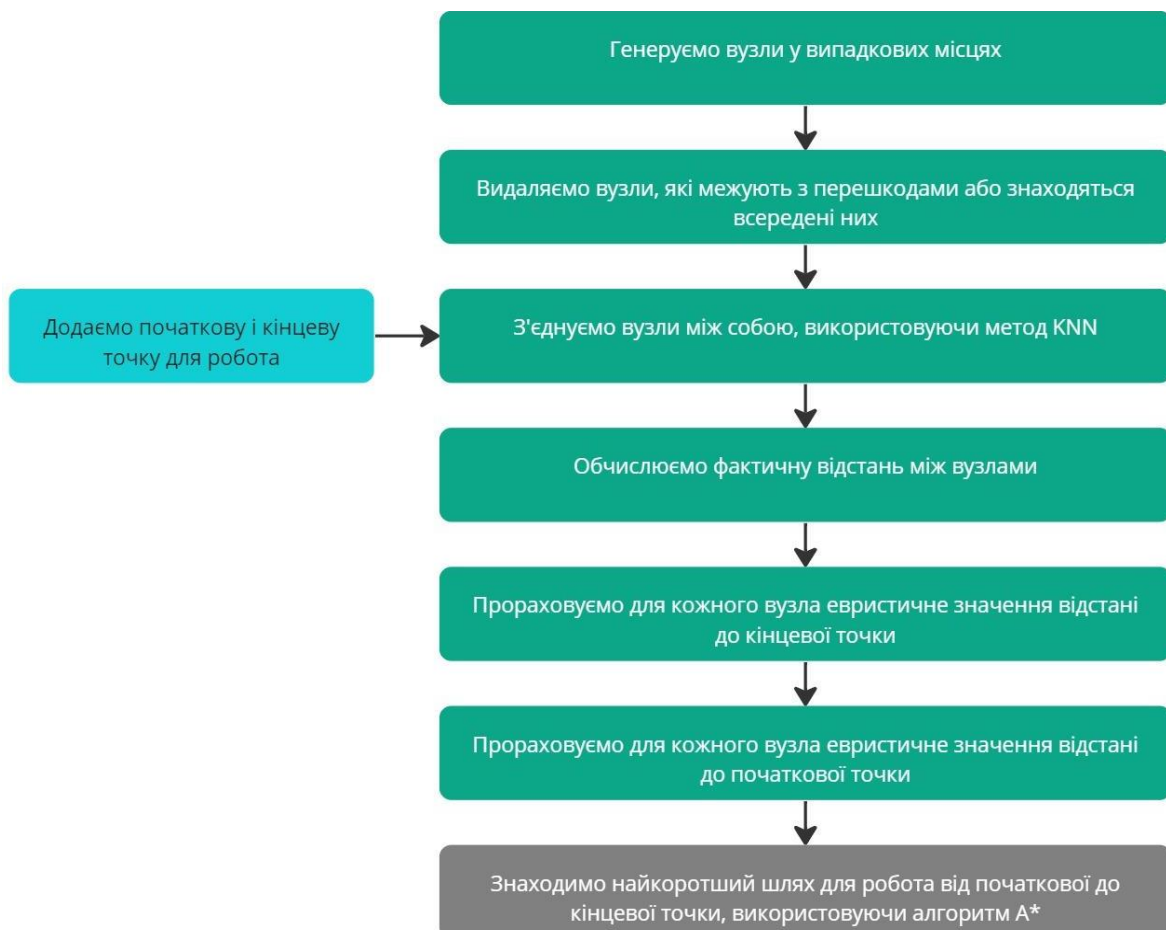 Генеруємо вузли у випадкових місцях
Видаляємо вузли, які межують з перешкодами або знаходяться
всередені них
Додаємо початкову і кінцеву
точку для робота
З'єднуємо вузли між собою, використовуючи метод KNN
Обчислюємо фактичну відстань між вузлами
Прораховуємо для кожного вузла евристичне значення відстані
до кінцевої точки
Прораховуємо для кожного вузла евристичне значення відстані
до початкової точки
Знаходимо найкоротший шлях для робота від початкової до
кінцевої точки, використовуючи алгоритм A*